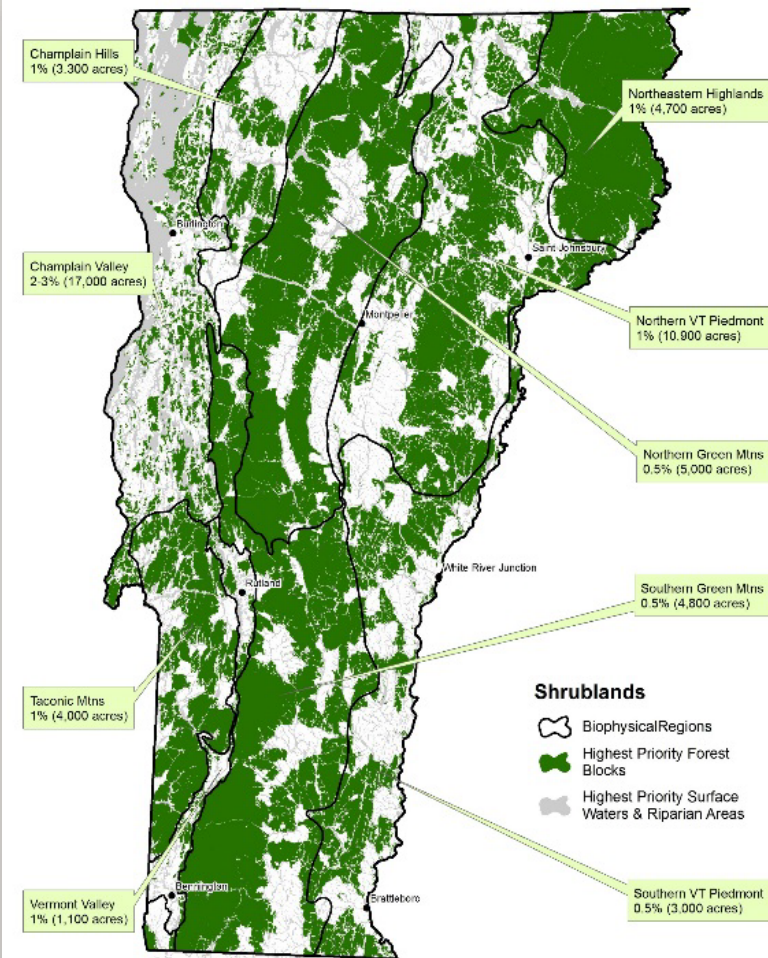 Champlain Hills
1% (3.300 acres)
Northeastern Highlands
1% (4,700 acres)
Burlington
Saint Johnsbury
Champlain Valley
2-3% (17,000 acres)
Montpelier
Northern VT Piedmont
1% (10.900 acres)
Northern Green Mtns
0.5% (5,000 acres)
White River Junction
Rutland
Southern Green Mtns
0.5% (4,800 acres)
Shrublands
BiophysicalRegions
Highest Priority Forest
Blocks
Highest Priority Surface
Waters & Riparian Areas
Taconic Mtns
1% (4,000 acres)
Bennington
Brattleboro
Vermont Valley
1% (1,100 acres)
Southern VT Piedmont
0.5% (3,000 acres)